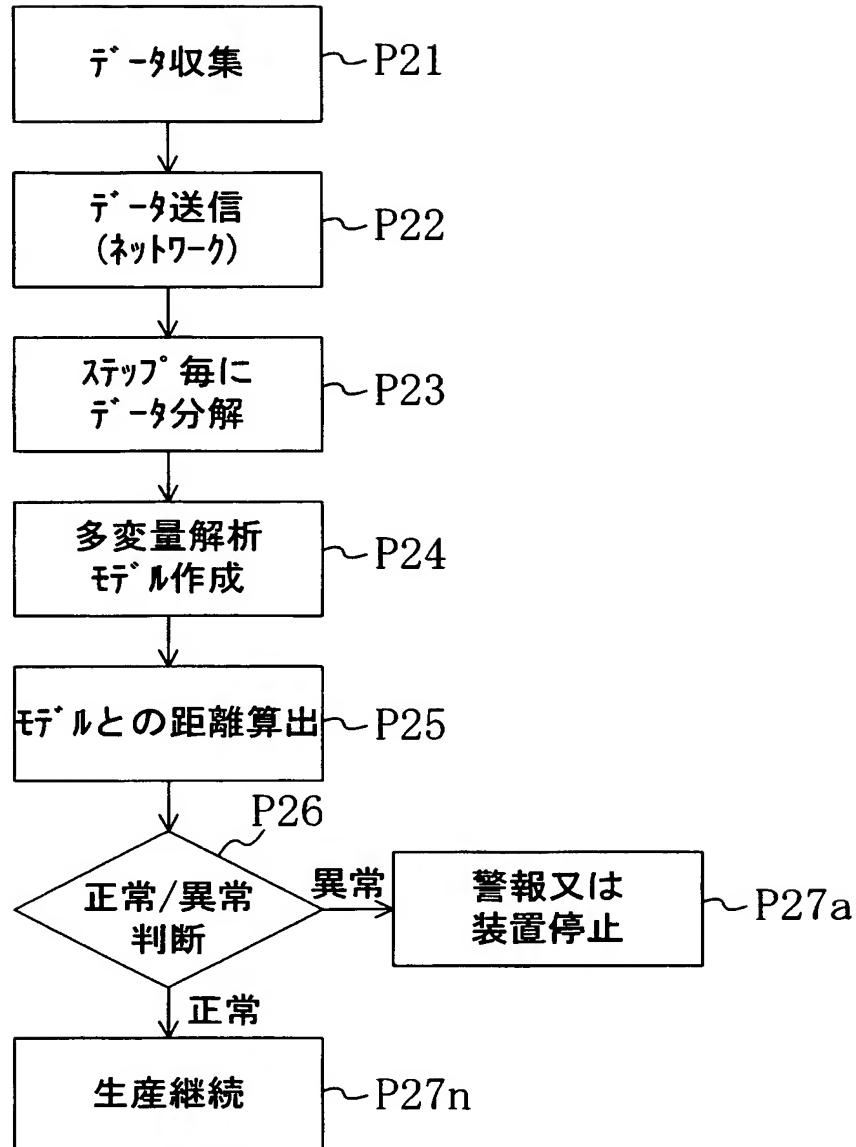 ﾃﾞｰﾀ収集
P21
ﾃﾞｰﾀ送信
(ﾈｯﾄﾜｰｸ)
P22
ｽﾃｯﾌﾟ毎に
ﾃﾞｰﾀ分解
P23
多変量解析
ﾓﾃﾞﾙ作成
P24
ﾓﾃﾞﾙとの距離算出
P25
P26
正常/異常
判断
異常
警報又は
装置停止
P27a
正常
生産継続
P27n